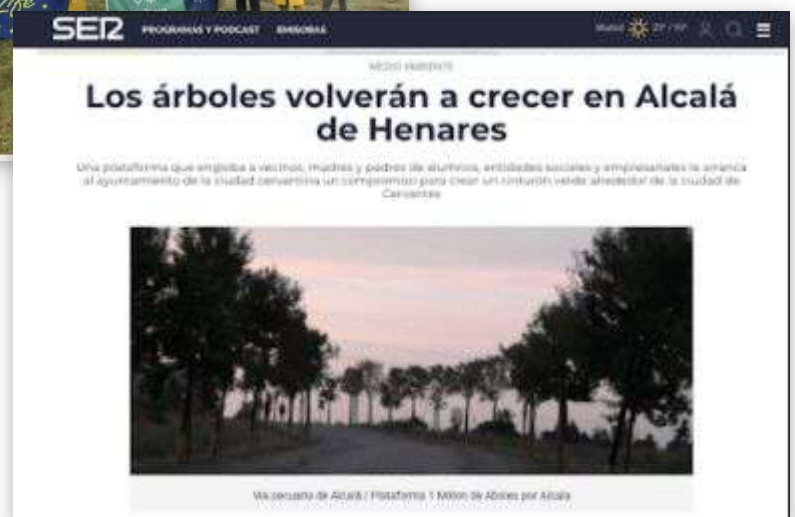 SER PROGRAMAS Y PODCAST EMISORAS
MEDIO AMBIENTE
Los árboles volverán a crecer en Alcalá
de Henares
Una plataforma que engloba a vecinos, madres y padres de alumnos, entidades sociales y empresariales le arranca
al ayuntamiento de la ciudad cervantina un compromiso para crear un cinturón verde alrededor de la ciudad de
Cervantes
Vía pecuaria de Alcalá / Plataforma 1 Millón de Árboles por Alcalá